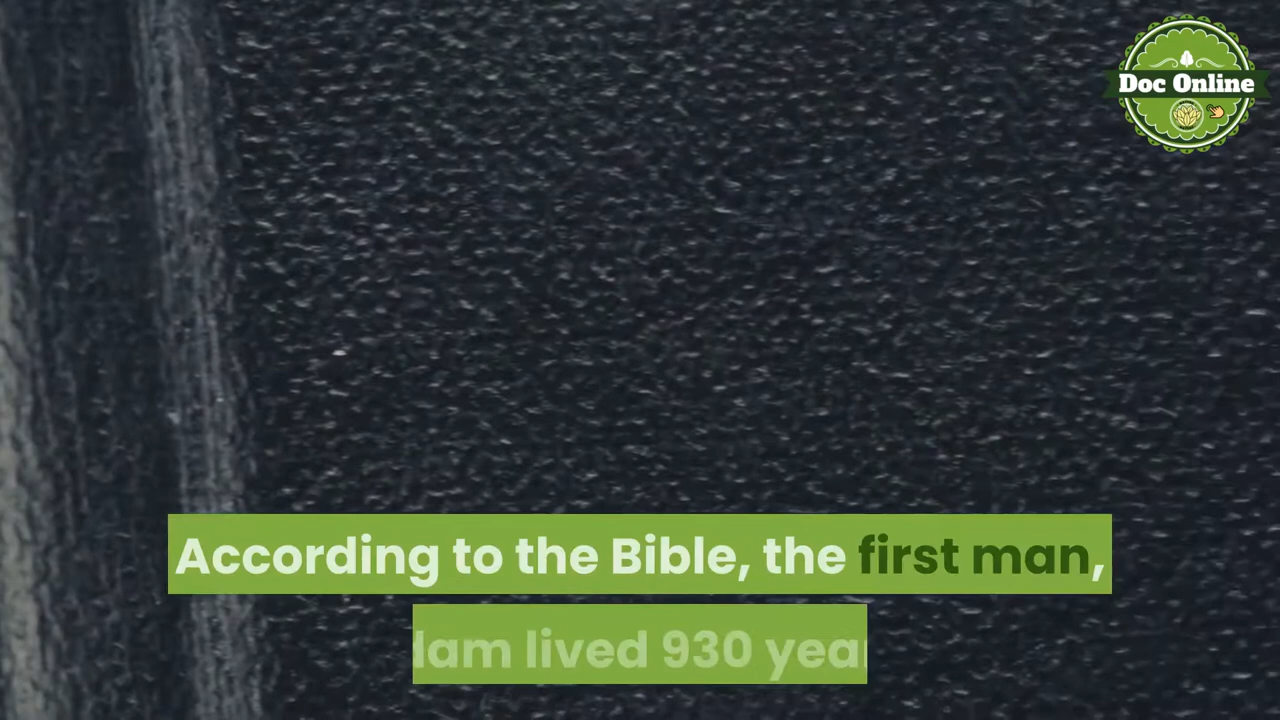 Doc Online
According to the Bible, the first man,
lived 930